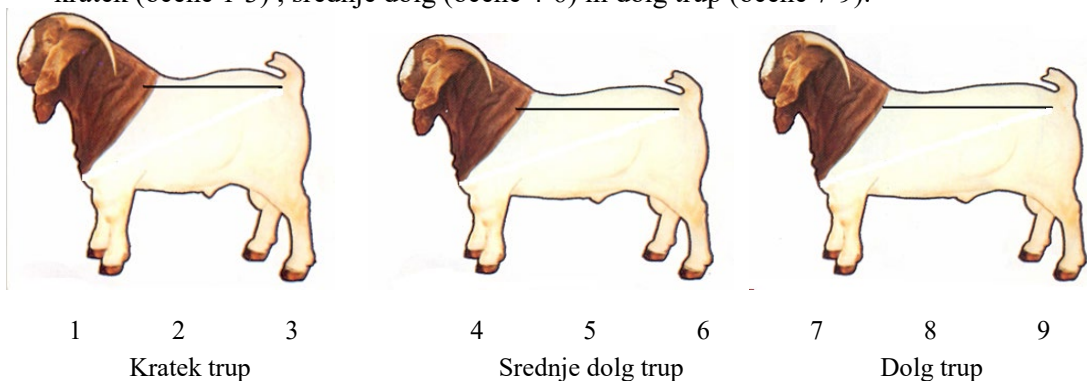 kratek (ocene 1-3) , srednje dolg (ocene 4-6) in dolg trup (ocene 7-9).
1 2 3 4 5 6 7 8 9
Kratek trup Srednje dolg trup Dolg trup